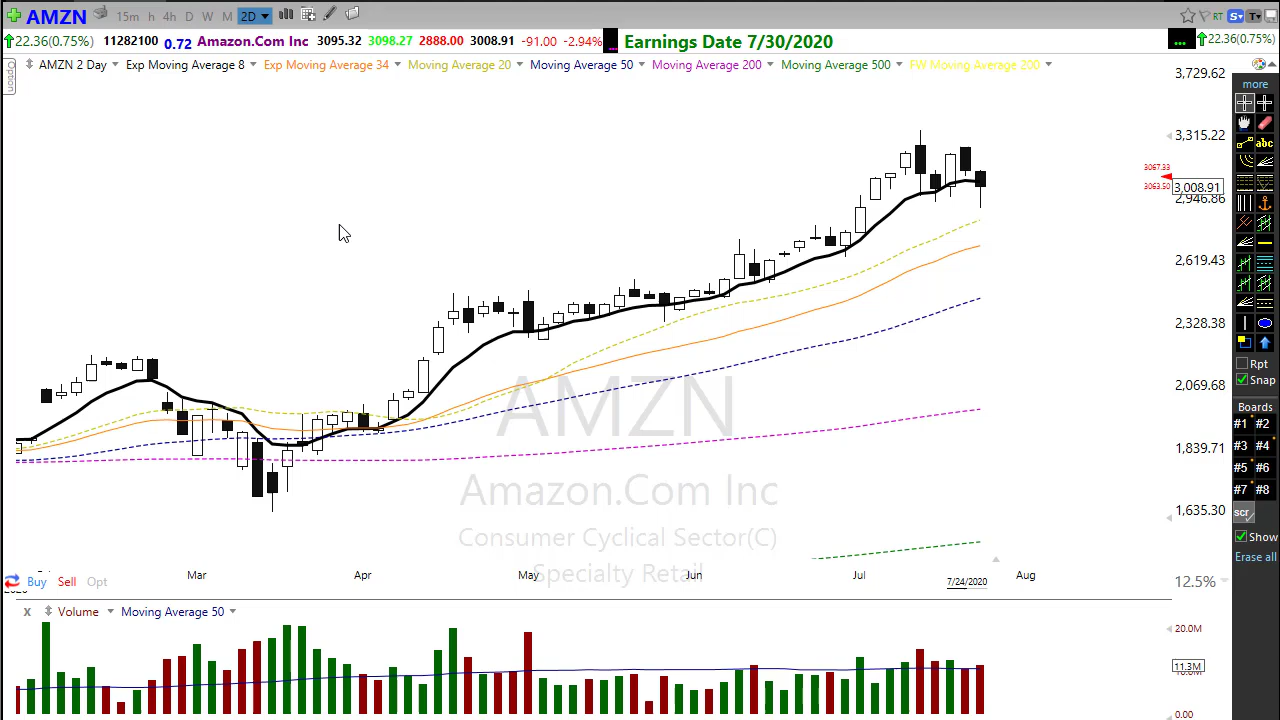 AMZN 15m h 4h D W M 2D RT S T
22.36(0.75%) 11282100 0.72 Amazon.Com Inc 3095.32 3098.27 2888.00 3008.91 -91.00 -2.94% ... Earnings Date 7/30/2020 ... 22.36(0.75%)
Option
AMZN 2 Day Exp Moving Average 8 Exp Moving Average 34 Moving Average 20 Moving Average 50 Moving Average 200 Moving Average 500 FW Moving Average 200
3,729.62
3,315.22
3067.33
3063.50
3,008.91
2,946.86
2,619.43
2,328.38
2,069.68
1,839.71
1,635.30
12.5%
AMZN
Amazon.Com Inc
Consumer Cyclical Sector(C)
Specialty Retail
Mar Apr May Jun Jul 7/24/2020 Aug
Buy Sell Opt
X Volume Moving Average 50
20.0M
11.3M
0.00
more
abc
Rpt
Snap
Boards
#1 #2
#3 #4
#5 #6
#7 #8
scr
Show
Erase all